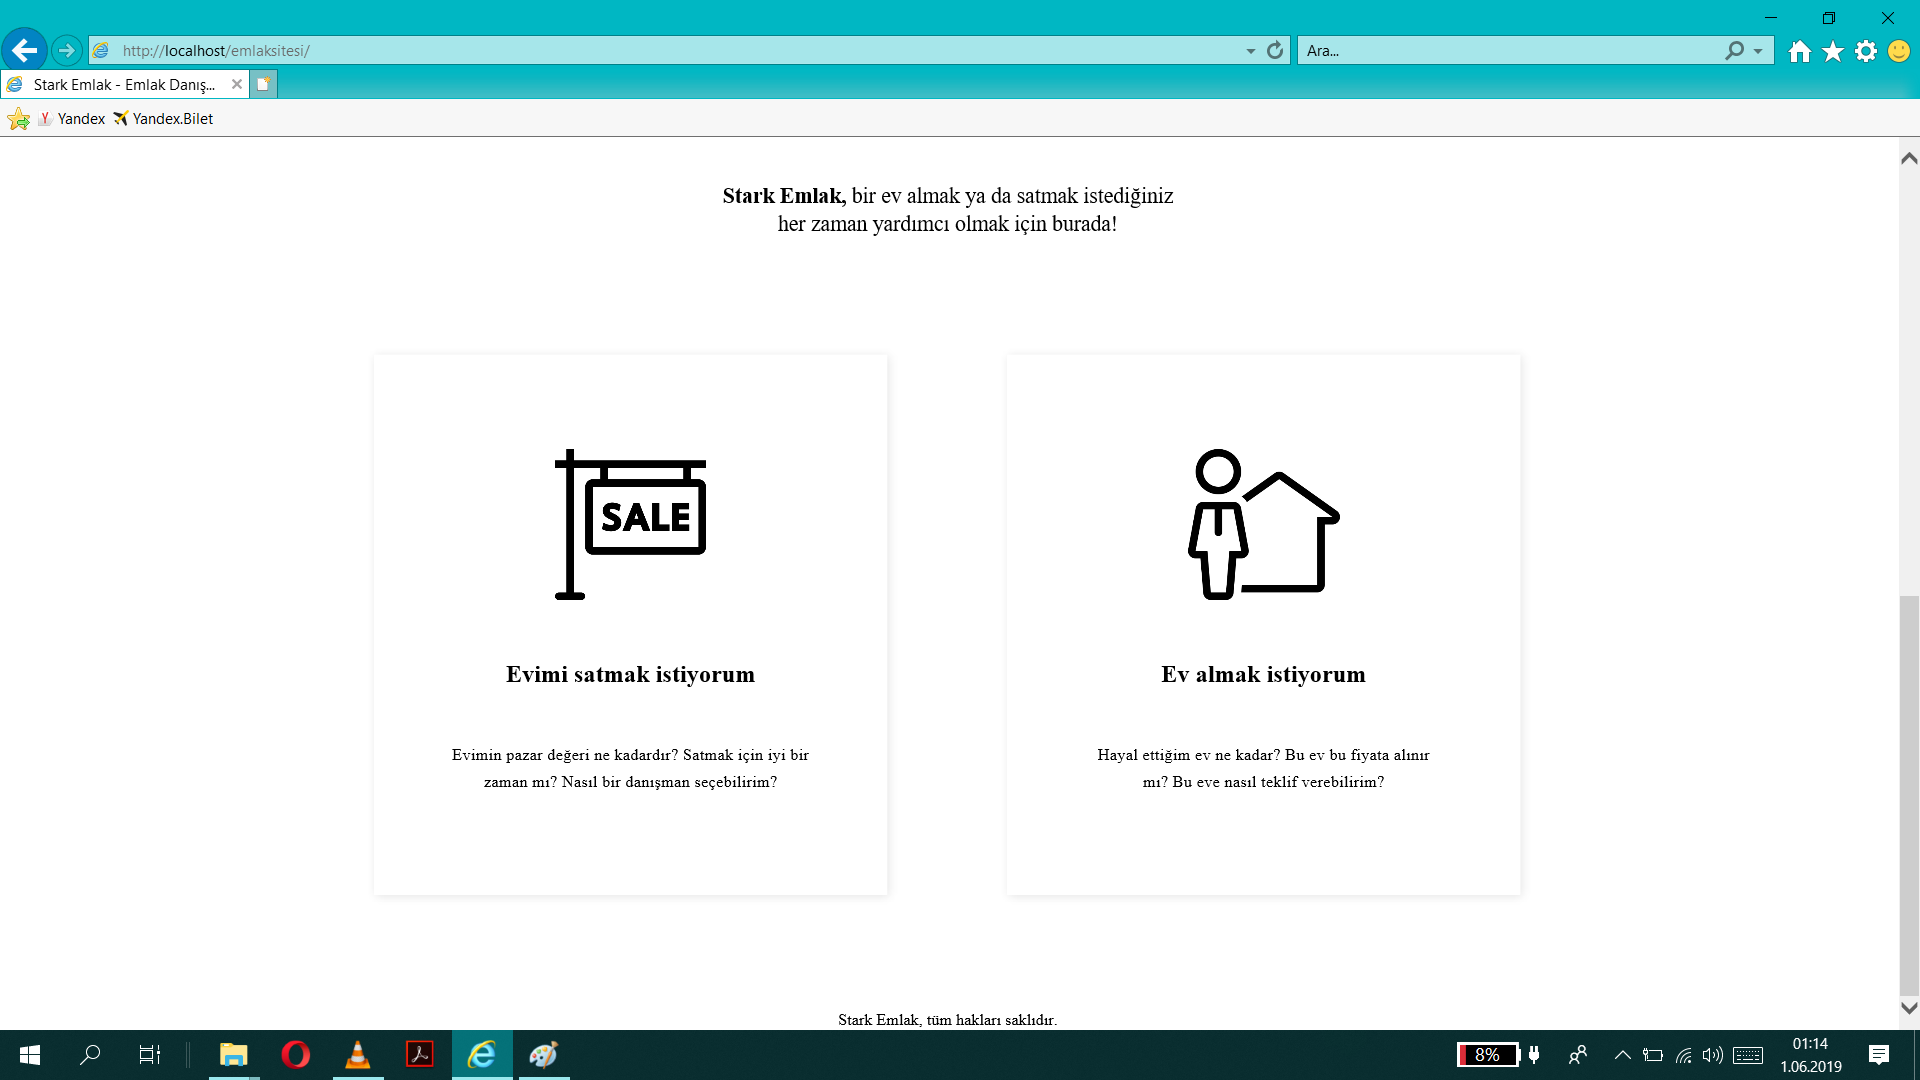 http://localhost/emlaksitesi/
Ara...
Stark Emlak - Emlak Danış...
Yandex
Yandex.Bilet
Stark Emlak, bir ev almak ya da satmak istediğiniz
her zaman yardımcı olmak için burada!
SALE
Evimi satmak istiyorum
Evimin pazar değeri ne kadardır? Satmak için iyi bir
zaman mı? Nasıl bir danışman seçebilirim?
Ev almak istiyorum
Hayal ettiğim ev ne kadar? Bu ev bu fiyata alınır
mı? Bu eve nasıl teklif verebilirim?
Stark Emlak, tüm hakları saklıdır.
8%
01:14
1.06.2019